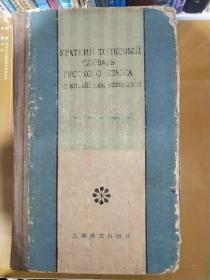 КРАТКИЙ ТОЛКОВЫЙ
СЛОВАРЬ
РУССКОГО ЯЗЫКА
С КИТАЙСКИМ ПЕРЕВОДОМ
上海译文出版社